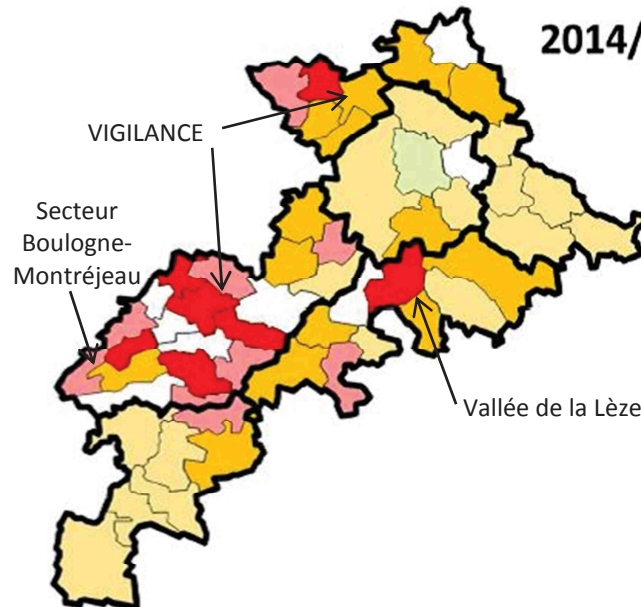 2014/
VIGILANCE
Secteur
Boulogne-
Montréjeau
Vallée de la Lèze